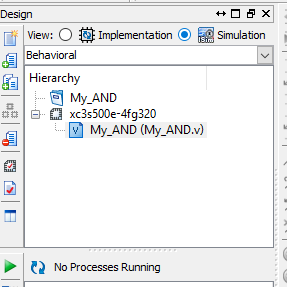 Design
View: Implementation Simulation
Behavioral
Hierarchy
My_AND
xc3s500e-4fg320
My_AND (My_AND.v)
No Processes Running